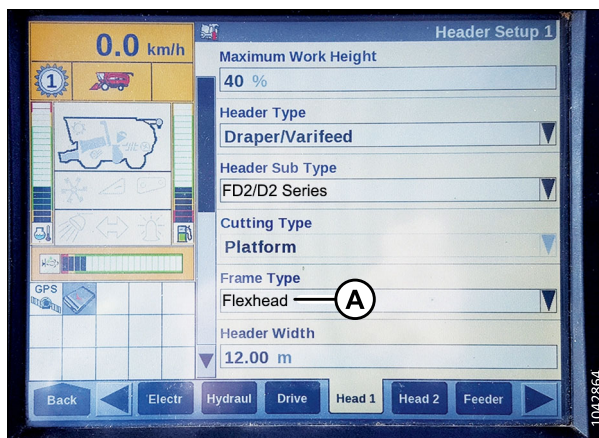 0.0 km/h
Header Setup 1
1
Maximum Work Height
40 %
Header Type
Draper/Varifeed
Header Sub Type
FD2/D2 Series
Cutting Type
Platform
Frame Type
Flexhead
A
GPS
Header Width
12.00 m
Back
Electr
Hydraul
Drive
Head 1
Head 2
Feeder
1042864